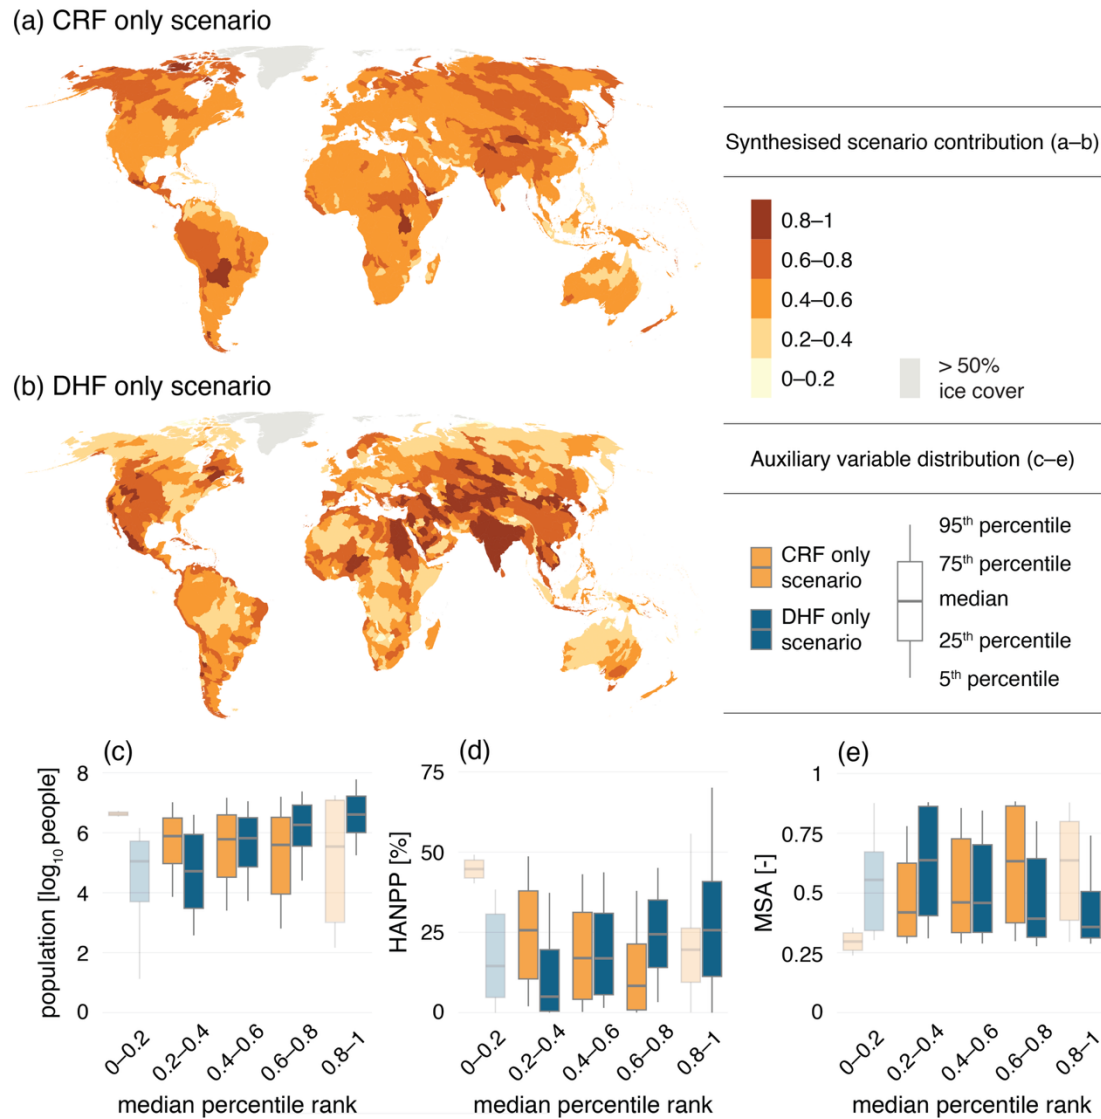 (a) CRF only scenario
Synthesised scenario contribution (a–b)
0.8–1
0.6–0.8
0.4–0.6
0.2–0.4
0–0.2
> 50%
ice cover
(b) DHF only scenario
Auxiliary variable distribution (c–e)
CRF only
scenario
DHF only
scenario
95th percentile
75th percentile
median
25th percentile
5th percentile
(c)
population [log10 people]
8
6
4
2
0
0–0.2
0.2–0.4
0.4–0.6
0.6–0.8
0.8–1
median percentile rank
(d)
HANPP [%]
75
50
25
0
0–0.2
0.2–0.4
0.4–0.6
0.6–0.8
0.8–1
median percentile rank
(e)
MSA [-]
1
0.75
0.5
0.25
0
0–0.2
0.2–0.4
0.4–0.6
0.6–0.8
0.8–1
median percentile rank